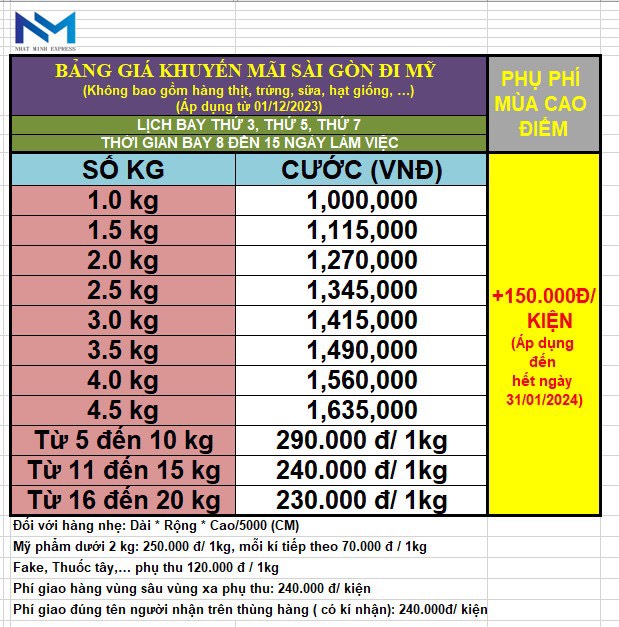 NHAT MINH EXPRESS
BẢNG GIÁ KHUYẾN MÃI SÀI GÒN ĐI MỸ
(Không bao gồm hàng thịt, trứng, sữa, hạt giống, ...)
(Áp dụng từ 01/12/2023)
LỊCH BAY THỨ 3, THỨ 5, THỨ 7
THỜI GIAN BAY 8 ĐẾN 15 NGÀY LÀM VIỆC
PHỤ PHÍ
MÙA CAO
ĐIỂM
SỐ KG CƯỚC (VNĐ)
1.0 kg 1,000,000
1.5 kg 1,115,000
2.0 kg 1,270,000
2.5 kg 1,345,000
3.0 kg 1,415,000
3.5 kg 1,490,000
4.0 kg 1,560,000
4.5 kg 1,635,000
Từ 5 đến 10 kg 290.000 đ/ 1kg
Từ 11 đến 15 kg 240.000 đ/ 1kg
Từ 16 đến 20 kg 230.000 đ/ 1kg
+150.000Đ/
KIỆN
(Áp dụng
đến
hết ngày
31/01/2024)
Đối với hàng nhẹ: Dài * Rộng * Cao/5000 (CM)
Mỹ phẩm dưới 2 kg: 250.000 đ/ 1kg, mỗi kí tiếp theo 70.000 đ / 1kg
Fake, Thuốc tây,... phụ thu 120.000 đ / 1kg
Phí giao hàng vùng sâu vùng xa phụ thu: 240.000 đ/ kiện
Phí giao đúng tên người nhận trên thùng hàng ( có kí nhận): 240.000đ/ kiện